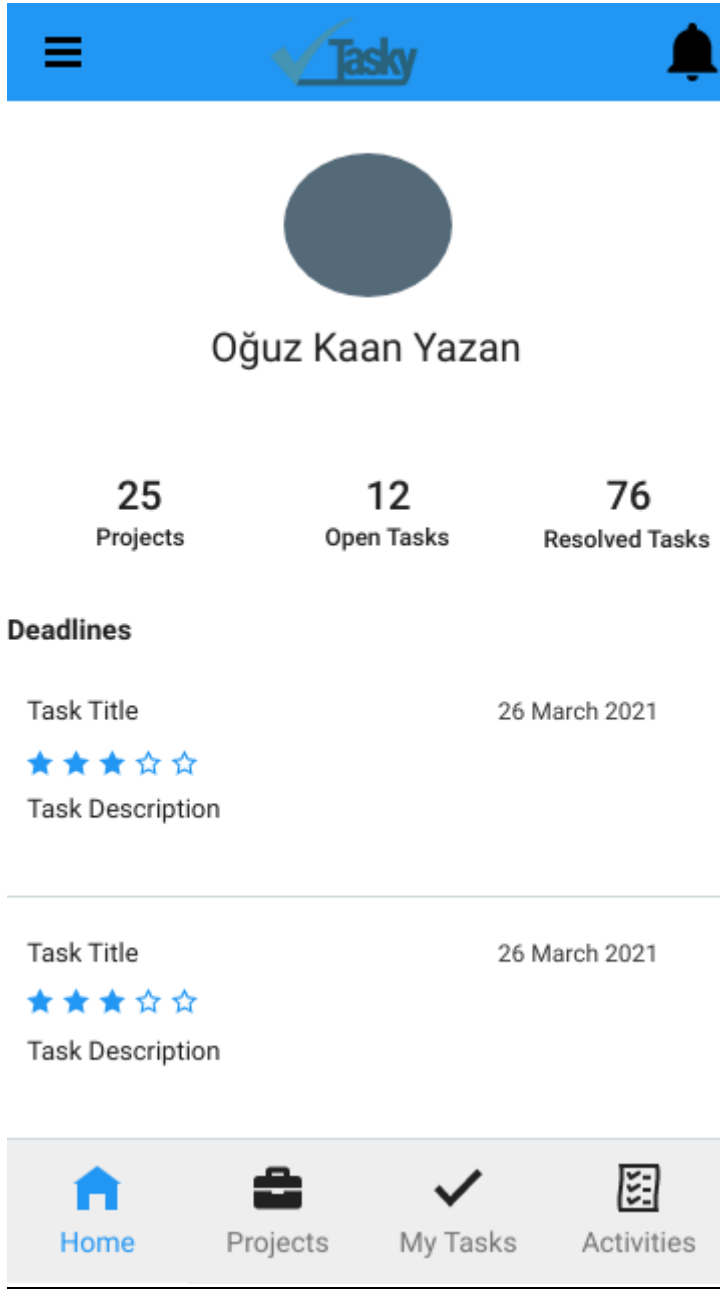 Tasky
Oğuz Kaan Yazan
25 12 76
Projects Open Tasks Resolved Tasks
Deadlines
Task Title 26 March 2021
Task Description
Task Title 26 March 2021
Task Description
Home Projects My Tasks Activities